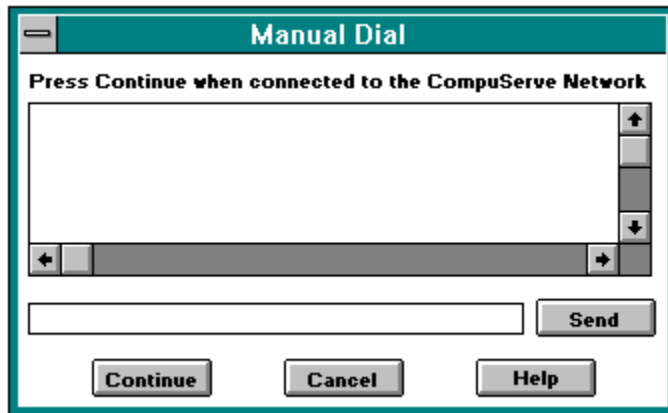 Manual Dial
Press Continue when connected to the CompuServe Network
Send
Continue Cancel Help